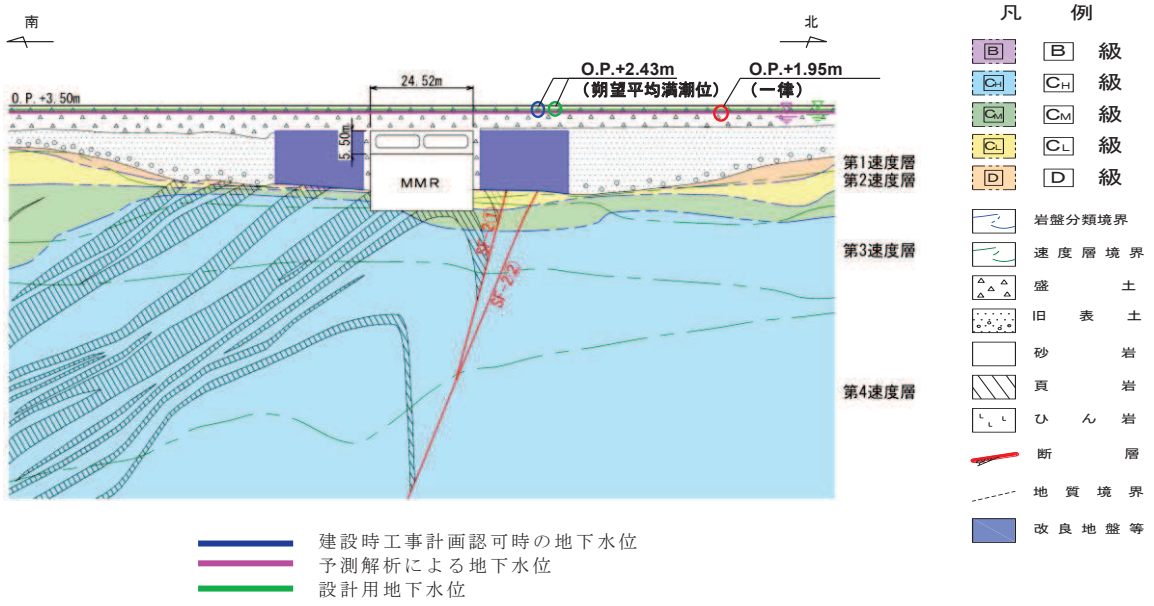 南
北
O.P.+2.43m
(朔望平均満潮位)
O.P.+1.95m
(一律)
24.52m
O.P.+3.50m
5.50m
MMR
SF-2.1
SF-2.2
第1速度層
第2速度層
第3速度層
第4速度層
凡 例
B B 級
CH CH 級
CM CM 級
CL CL 級
D D 級
岩盤分類境界
速度層境界
盛土
旧表土
砂岩
頁岩
ひん岩
断層
地質境界
改良地盤等
建設時工事計画認可時の地下水位
予測解析による地下水位
設計用地下水位